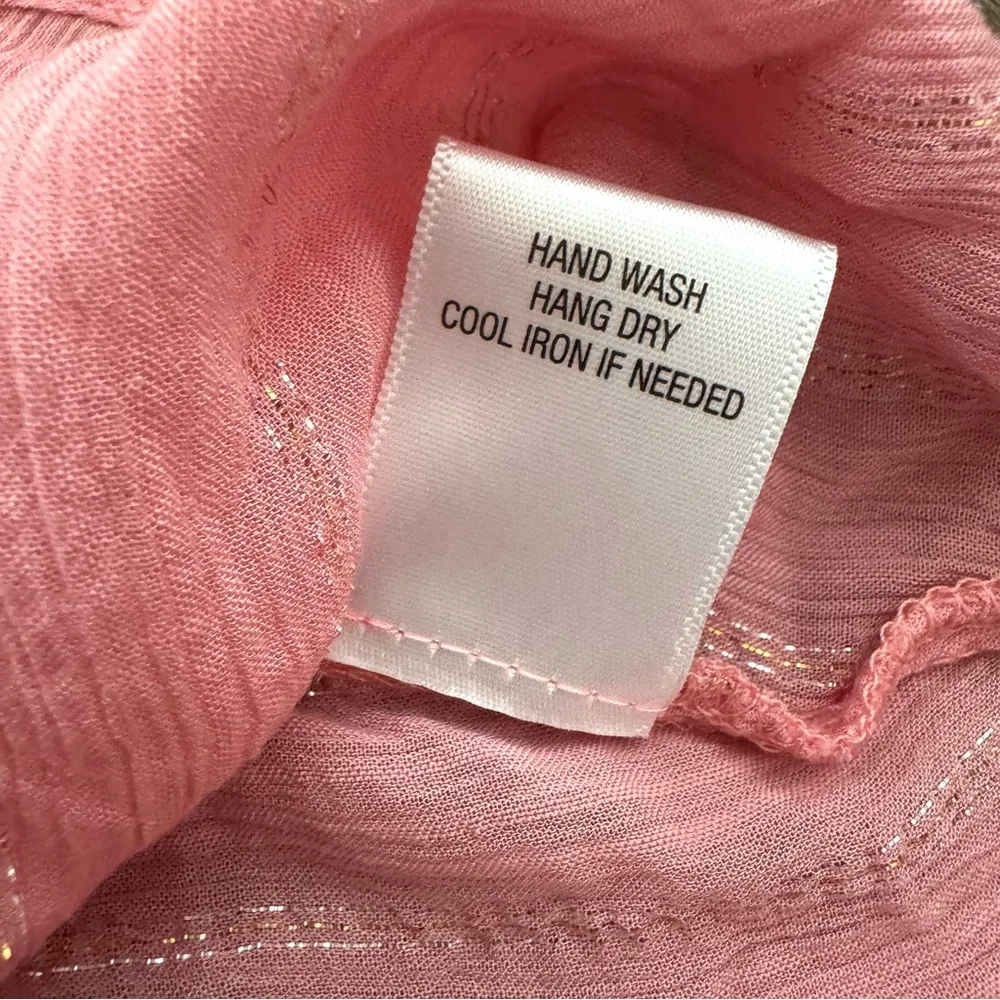 HAND WASH
HANG DRY
COOL IRON IF NEEDED